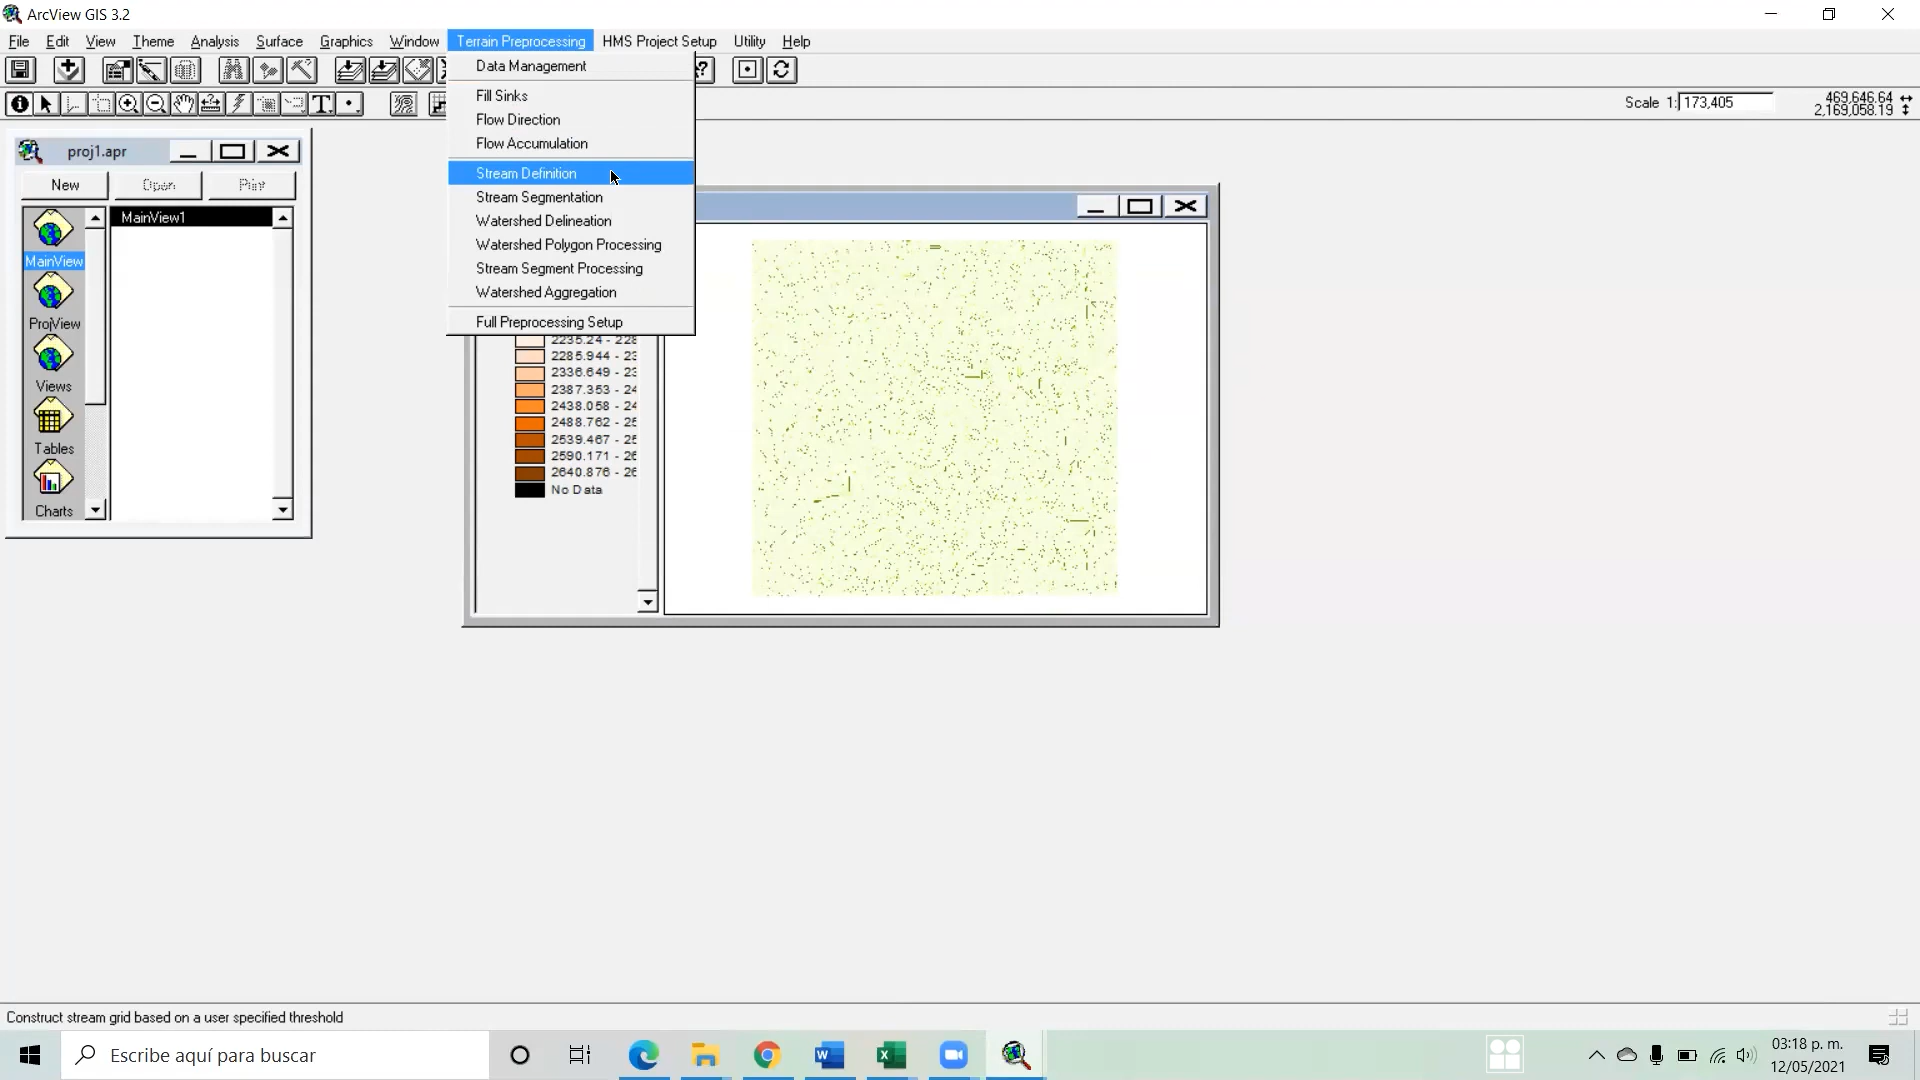 ArcView GIS 3.2
File Edit View Theme Analysis Surface Graphics Window Terrain Preprocessing HMS Project Setup Utility Help
Data Management
Fill Sinks
Flow Direction
Flow Accumulation
Stream Definition
Stream Segmentation
Watershed Delineation
Watershed Polygon Processing
Stream Segment Processing
Watershed Aggregation
Full Preprocessing Setup
Scale 1: 173,405
469,646.64
2,169,058.19
proj1.apr
New Open Print
MainView
ProjView
Views
Tables
Charts
MainView1
2235.24 - 228
2285.944 - 23
2336.649 - 23
2387.353 - 24
2438.058 - 24
2488.762 - 25
2539.467 - 25
2590.171 - 26
2640.876 - 26
No Data
Construct stream grid based on a user specified threshold
Escribe aquí para buscar
03:18 p. m.
12/05/2021